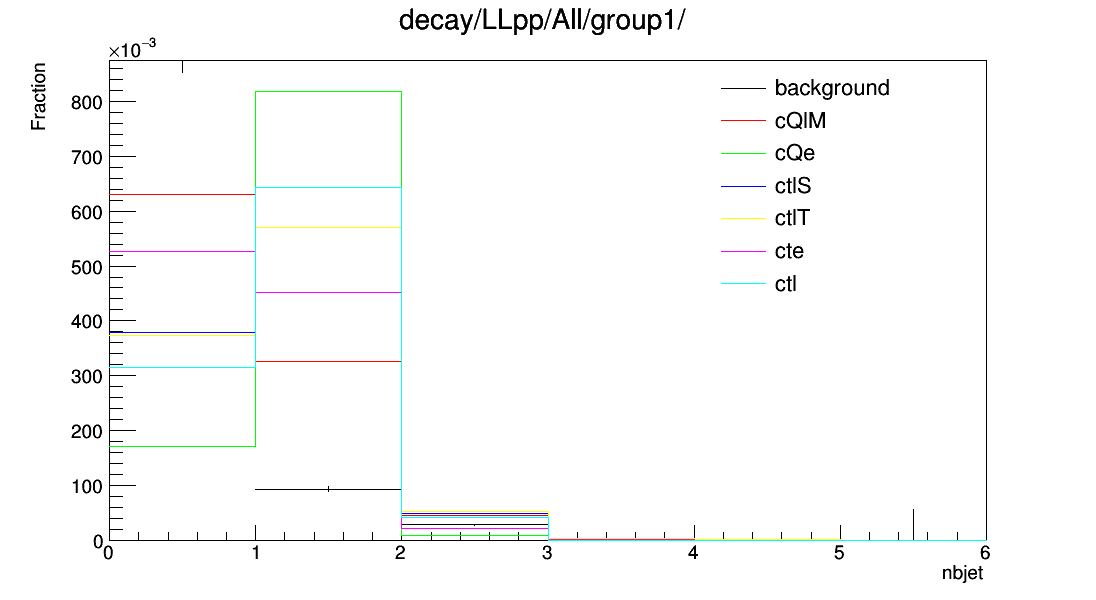 decay/LLpp/All/group1/
×10⁻³
Fraction
800
700
600
500
400
300
200
100
0
background
cQlM
cQe
ctlS
ctlT
cte
ctl
0 1 2 3 4 5 6
nbjet